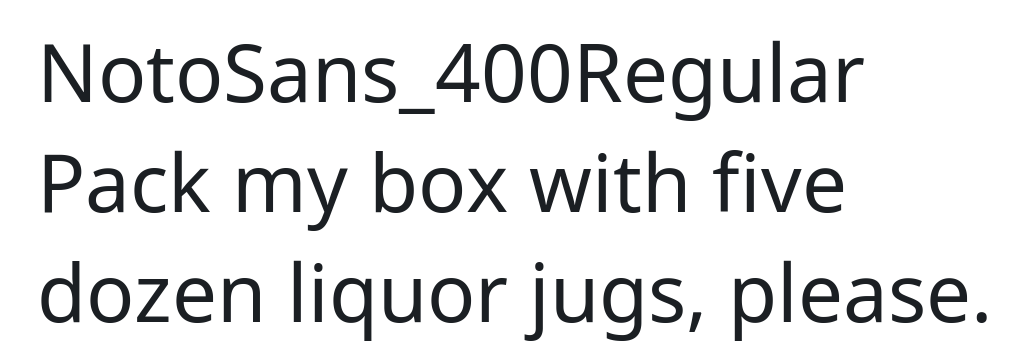 NotoSans_400Regular
Pack my box with five
dozen liquor jugs, please.